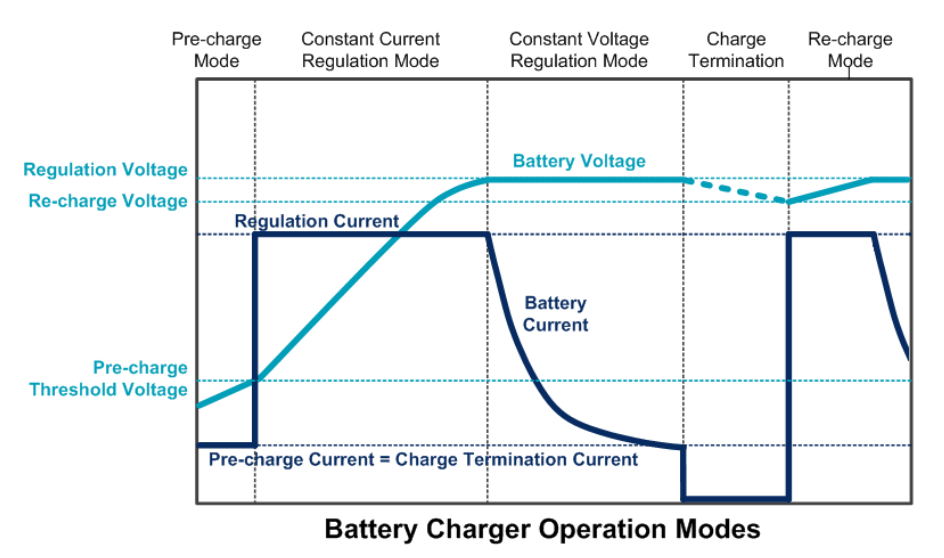 Pre-charge
Mode
Constant Current
Regulation Mode
Constant Voltage
Regulation Mode
Charge
Termination
Re-charge
Mode
Regulation Voltage
Battery Voltage
Re-charge Voltage
Regulation Current
Battery
Current
Pre-charge
Threshold Voltage
Pre-charge Current = Charge Termination Current
Battery Charger Operation Modes